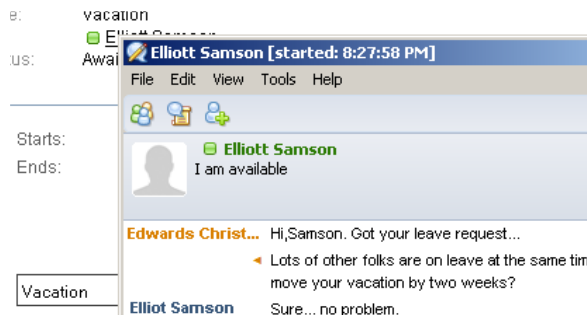 vacation
Elliott Samson
Awai
Elliott Samson [started: 8:27:58 PM]
File Edit View Tools Help
Elliott Samson
I am available
Starts:
Ends:
Edwards Christ... Hi,Samson. Got your leave request...
Lots of other folks are on leave at the same tim
move your vacation by two weeks?
Vacation
Elliot Samson Sure... no problem.